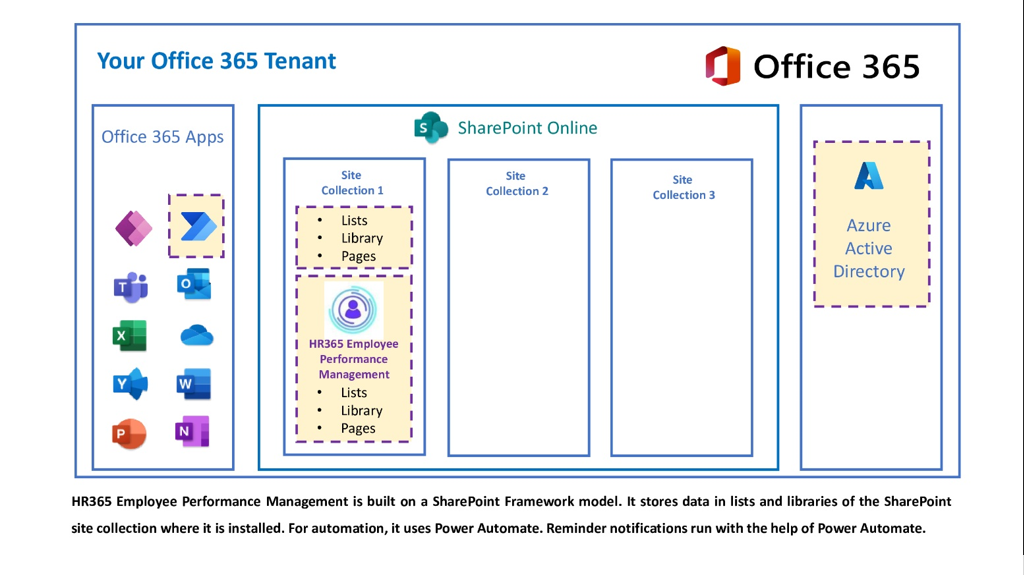 Your Office 365 Tenant
Office 365
Office 365 Apps
T
O
X
Y
W
P
N
S
SharePoint Online
Site
Collection 1
• Lists
• Library
• Pages
HR365 Employee
Performance
Management
• Lists
• Library
• Pages
Site
Collection 2
Site
Collection 3
Azure
Active
Directory
HR365 Employee Performance Management is built on a SharePoint Framework model. It stores data in lists and libraries of the SharePoint
site collection where it is installed. For automation, it uses Power Automate. Reminder notifications run with the help of Power Automate.